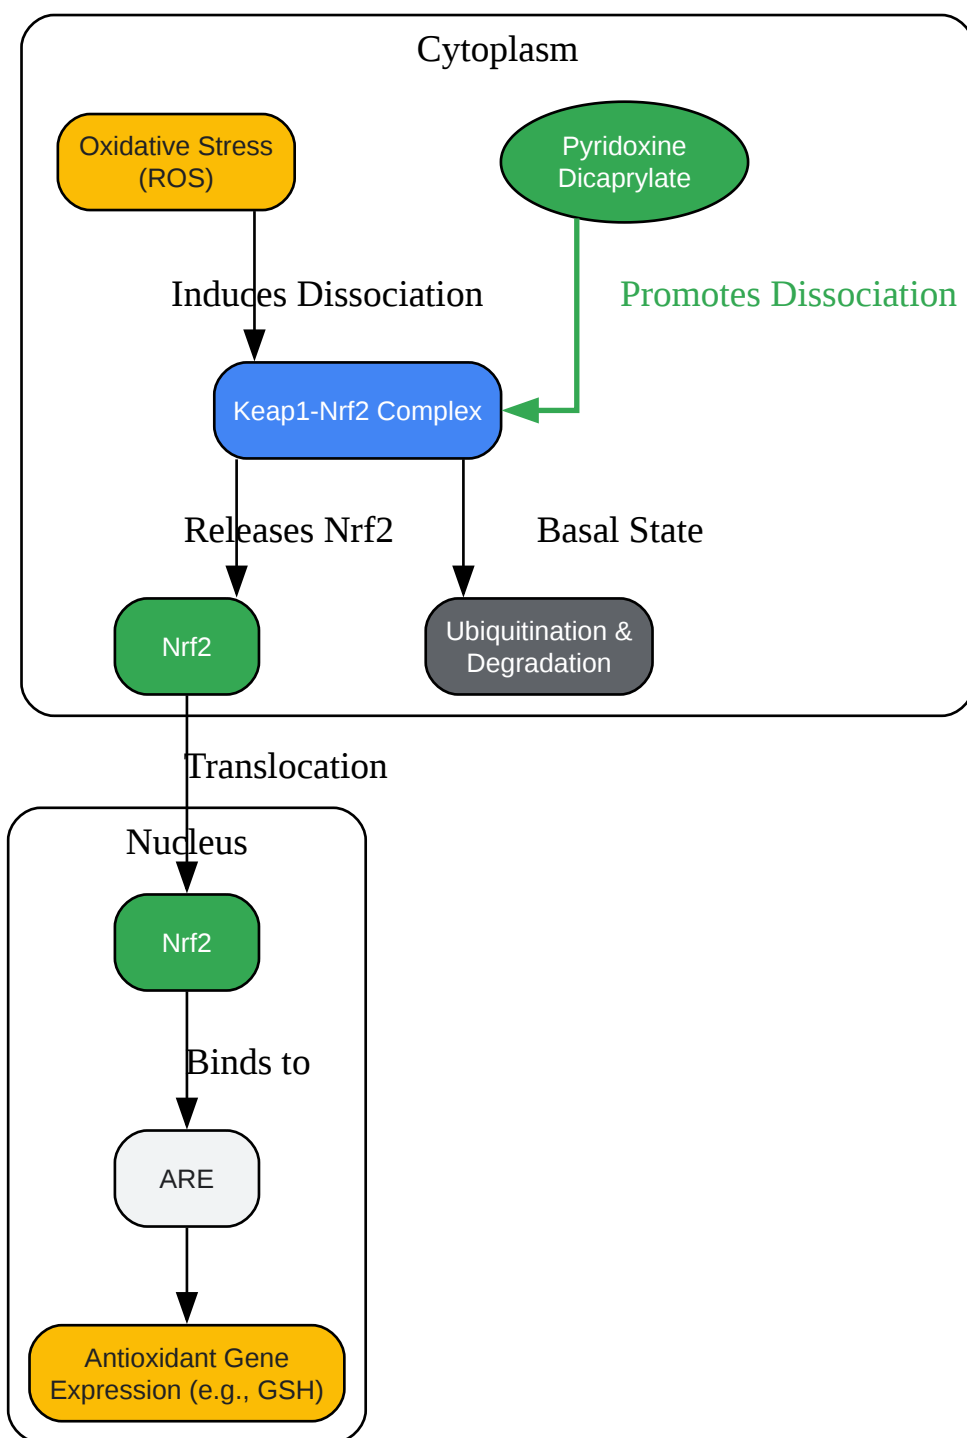 Cytoplasm
Oxidative Stress
(ROS)
Pyridoxine
Dicaprylate
Induces Dissociation
Promotes Dissociation
Keap1-Nrf2 Complex
Releases Nrf2
Basal State
Nrf2
Ubiquitination &
Degradation
Translocation
Nucleus
Nrf2
Binds to
ARE
Antioxidant Gene
Expression (e.g., GSH)